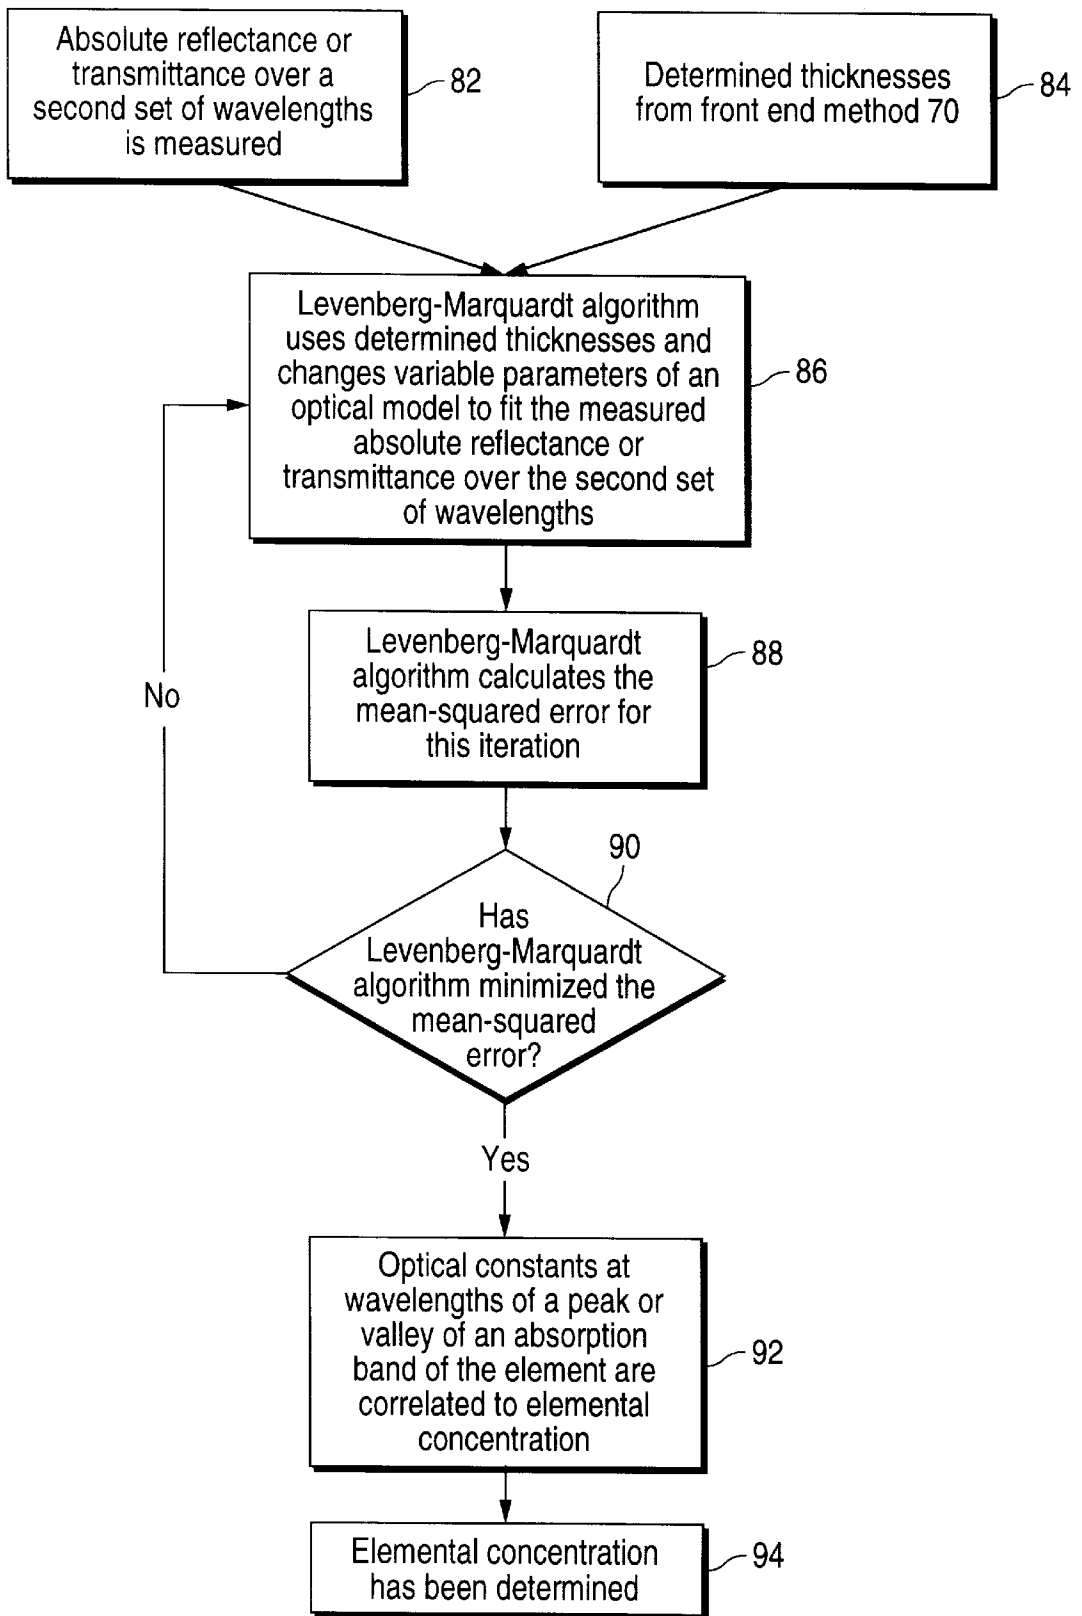 Absolute reflectance or
transmittance over a
second set of wavelengths
is measured
82
Determined thicknesses
from front end method 70
84
Levenberg-Marquardt algorithm
uses determined thicknesses and
changes variable parameters of an
optical model to fit the measured
absolute reflectance or
transmittance over the second set
of wavelengths
86
Levenberg-Marquardt
algorithm calculates the
mean-squared error for
this iteration
88
No
90
Has
Levenberg-Marquardt
algorithm minimized the
mean-squared
error?
Yes
Optical constants at
wavelengths of a peak or
valley of an absorption
band of the element are
correlated to elemental
concentration
92
Elemental concentration
has been determined
94